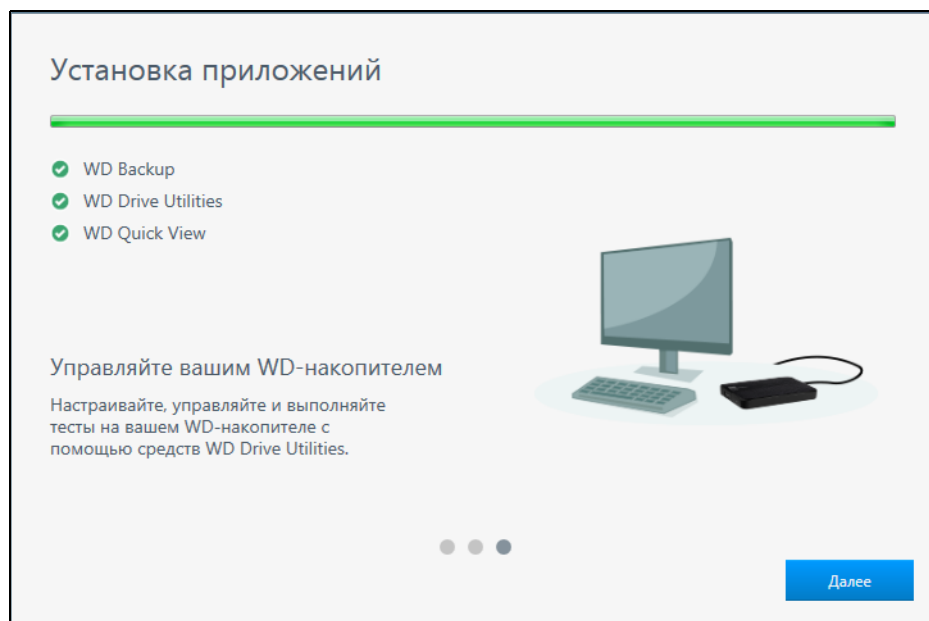 Установка приложений
WD Backup
WD Drive Utilities
WD Quick View
Управляйте вашим WD-накопителем
Настраивайте, управляйте и выполняйте
тесты на вашем WD-накопителе с
помощью средств WD Drive Utilities.
Далее